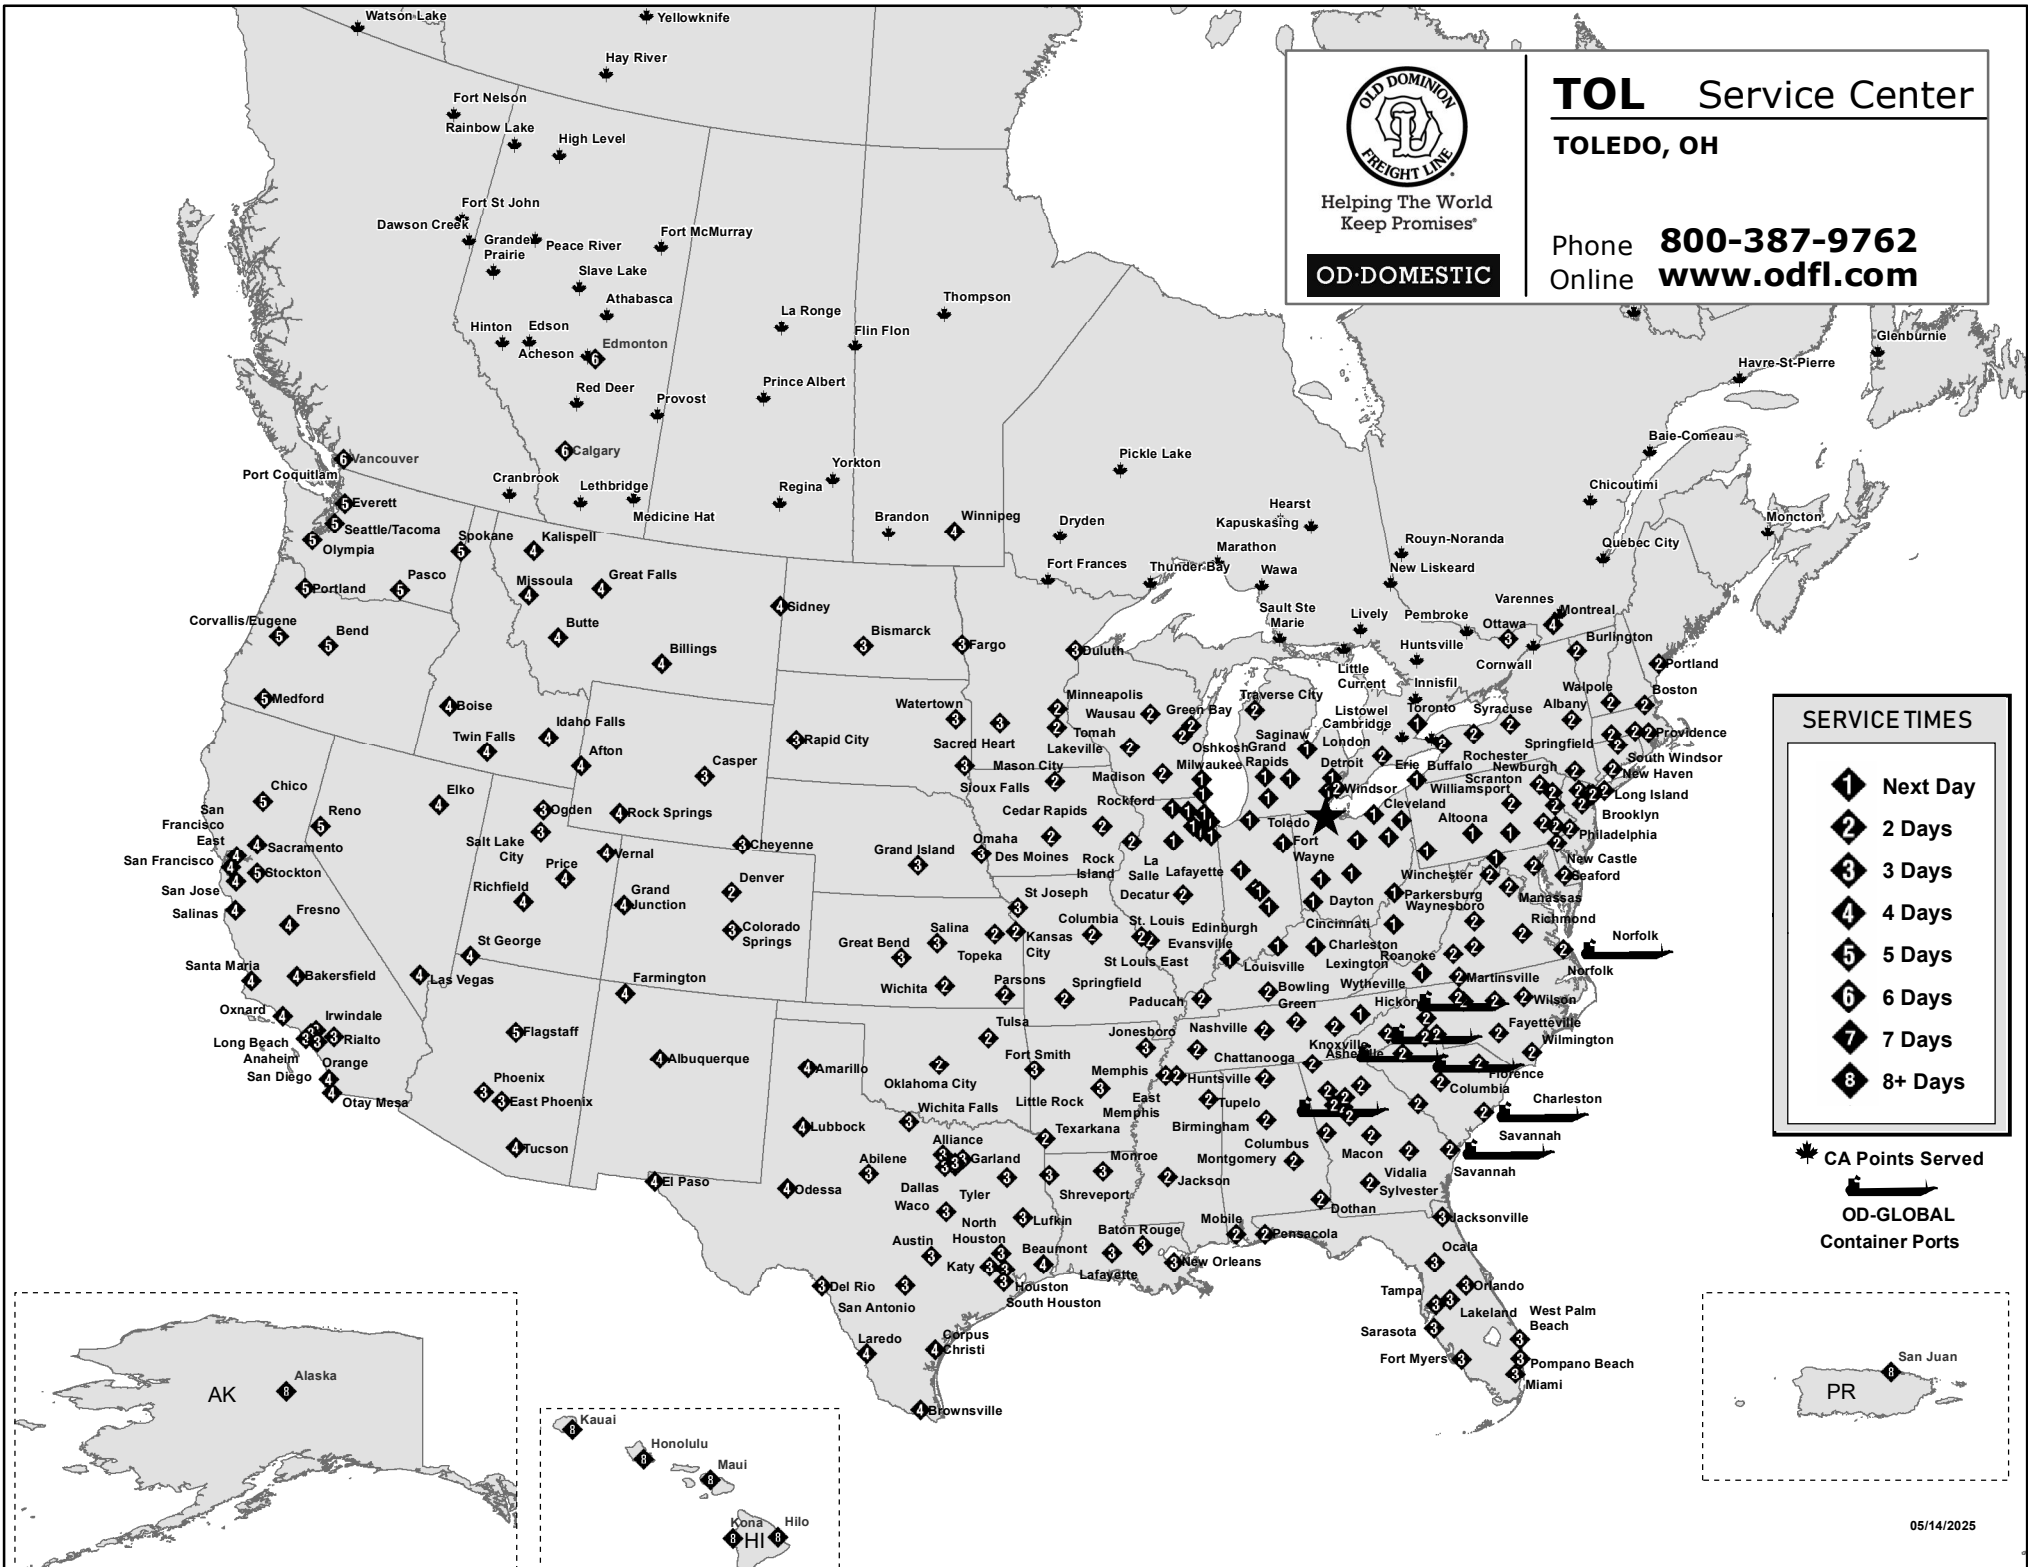 OLD DOMINION
FREIGHT LINE
Helping The World
Keep Promises®
OD·DOMESTIC
TOL Service Center
TOLEDO, OH
Phone 800-387-9762
Online www.odfl.com
Watson Lake
Yellowknife
Hay River
Fort Nelson
Rainbow Lake
High Level
Fort St John
Dawson Creek
Grande
Prairie
Peace River
Fort McMurray
Slave Lake
Athabasca
La Ronge
Thompson
Hinton
Edson
Acheson
Edmonton
Flin Flon
Red Deer
Provost
Prince Albert
Glenburnie
Havre-St-Pierre
Baie-Comeau
Chicoutimi
Moncton
Quebec City
Vancouver
Port Coquitlam
Calgary
Cranbrook
Lethbridge
Medicine Hat
Yorkton
Regina
Brandon
Winnipeg
Pickle Lake
Dryden
Hearst
Kapuskasing
Marathon
Fort Frances
Thunder Bay
Wawa
Rouyn-Noranda
New Liskeard
Sault Ste
Marie
Lively
Pembroke
Varennes
Montreal
Ottawa
Huntsville
Cornwall
Little
Current
Innisfil
Listowel
Cambridge
Toronto
London
Everett
Seattle/Tacoma
Olympia
Spokane
Kalispell
Portland
Pasco
Missoula
Great Falls
Sidney
Corvallis/Eugene
Bend
Butte
Billings
Bismarck
Fargo
Duluth
Burlington
Portland
Medford
Boise
Idaho Falls
Twin Falls
Afton
Rapid City
Casper
Watertown
Sacred Heart
Minneapolis
Wausau
Green Bay
Traverse City
Tomah
Lakeville
Oshkosh
Saginaw
Grand
Rapids
Mason City
Madison
Milwaukee
Detroit
Windsor
Erie
Buffalo
Rochester
Syracuse
Albany
Walpole
Boston
Springfield
Providence
South Windsor
New Haven
Newburgh
Scranton
Williamsport
Long Island
Brooklyn
Philadelphia
Altoona
Cleveland
Toledo
Sioux Falls
Cedar Rapids
Rockford
Chico
Reno
Elko
Ogden
Rock Springs
San
Francisco
East
San Francisco
Sacramento
Stockton
San Jose
Salinas
Fresno
Salt Lake
City
Price
Vernal
Cheyenne
Richfield
Grand
Junction
Denver
Colorado
Springs
Grand Island
Omaha
Des Moines
Rock
Island
La
Salle
Lafayette
Fort
Wayne
Decatur
St Joseph
Columbia
St. Louis
Edinburgh
Evansville
St Louis East
Dayton
Cincinnati
Charleston
Lexington
Louisville
Parkersburg
Winchester
Waynesboro
New Castle
Seaford
Manassas
Richmond
Roanoke
Norfolk
Norfolk
Martinsville
Wytheville
Wilson
Hickory
Fayetteville
Wilmington
Great Bend
Salina
Topeka
Kansas
City
Wichita
Parsons
Springfield
Paducah
Bowling
Green
Nashville
Knoxville
Asheville
Chattanooga
Florence
Columbia
Charleston
Savannah
Savannah
Santa Maria
Bakersfield
Las Vegas
St George
Farmington
Oxnard
Irwindale
Long Beach
Rialto
Anaheim
Orange
San Diego
Otay Mesa
Flagstaff
Phoenix
East Phoenix
Tucson
Albuquerque
El Paso
Amarillo
Lubbock
Odessa
Abilene
Tulsa
Oklahoma City
Wichita Falls
Fort Smith
Little Rock
Jonesboro
Memphis
East
Memphis
Huntsville
Tupelo
Birmingham
Columbus
Montgomery
Macon
Vidalia
Sylvester
Dothan
Alliance
Garland
Dallas
Texarkana
Monroe
Jackson
Tyler
Shreveport
Waco
Lufkin
North
Houston
Austin
Katy
Beaumont
Houston
South Houston
Baton Rouge
Lafayette
New Orleans
Mobile
Pensacola
Jacksonville
Ocala
Orlando
Tampa
Lakeland
Sarasota
West Palm
Beach
Fort Myers
Pompano Beach
Miami
Del Rio
San Antonio
Laredo
Corpus
Christi
Brownsville
SERVICE TIMES
1 Next Day
2 2 Days
3 3 Days
4 4 Days
5 5 Days
6 6 Days
7 7 Days
8 8+ Days
CA Points Served
OD-GLOBAL
Container Ports
AK
Alaska
Kauai
Honolulu
Maui
Kona
HI
Hilo
San Juan
PR
05/14/2025